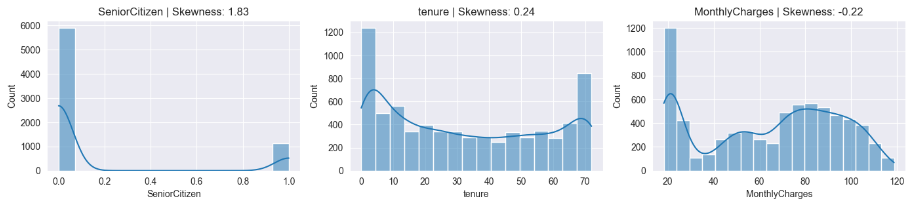 SeniorCitizen | Skewness: 1.83
6000
5000
4000
3000
2000
1000
0
Count
0.0 0.2 0.4 0.6 0.8 1.0
SeniorCitizen
tenure | Skewness: 0.24
1200
1000
800
600
400
200
0
Count
0 10 20 30 40 50 60 70
tenure
MonthlyCharges | Skewness: -0.22
1200
1000
800
600
400
200
0
Count
20 40 60 80 100 120
MonthlyCharges